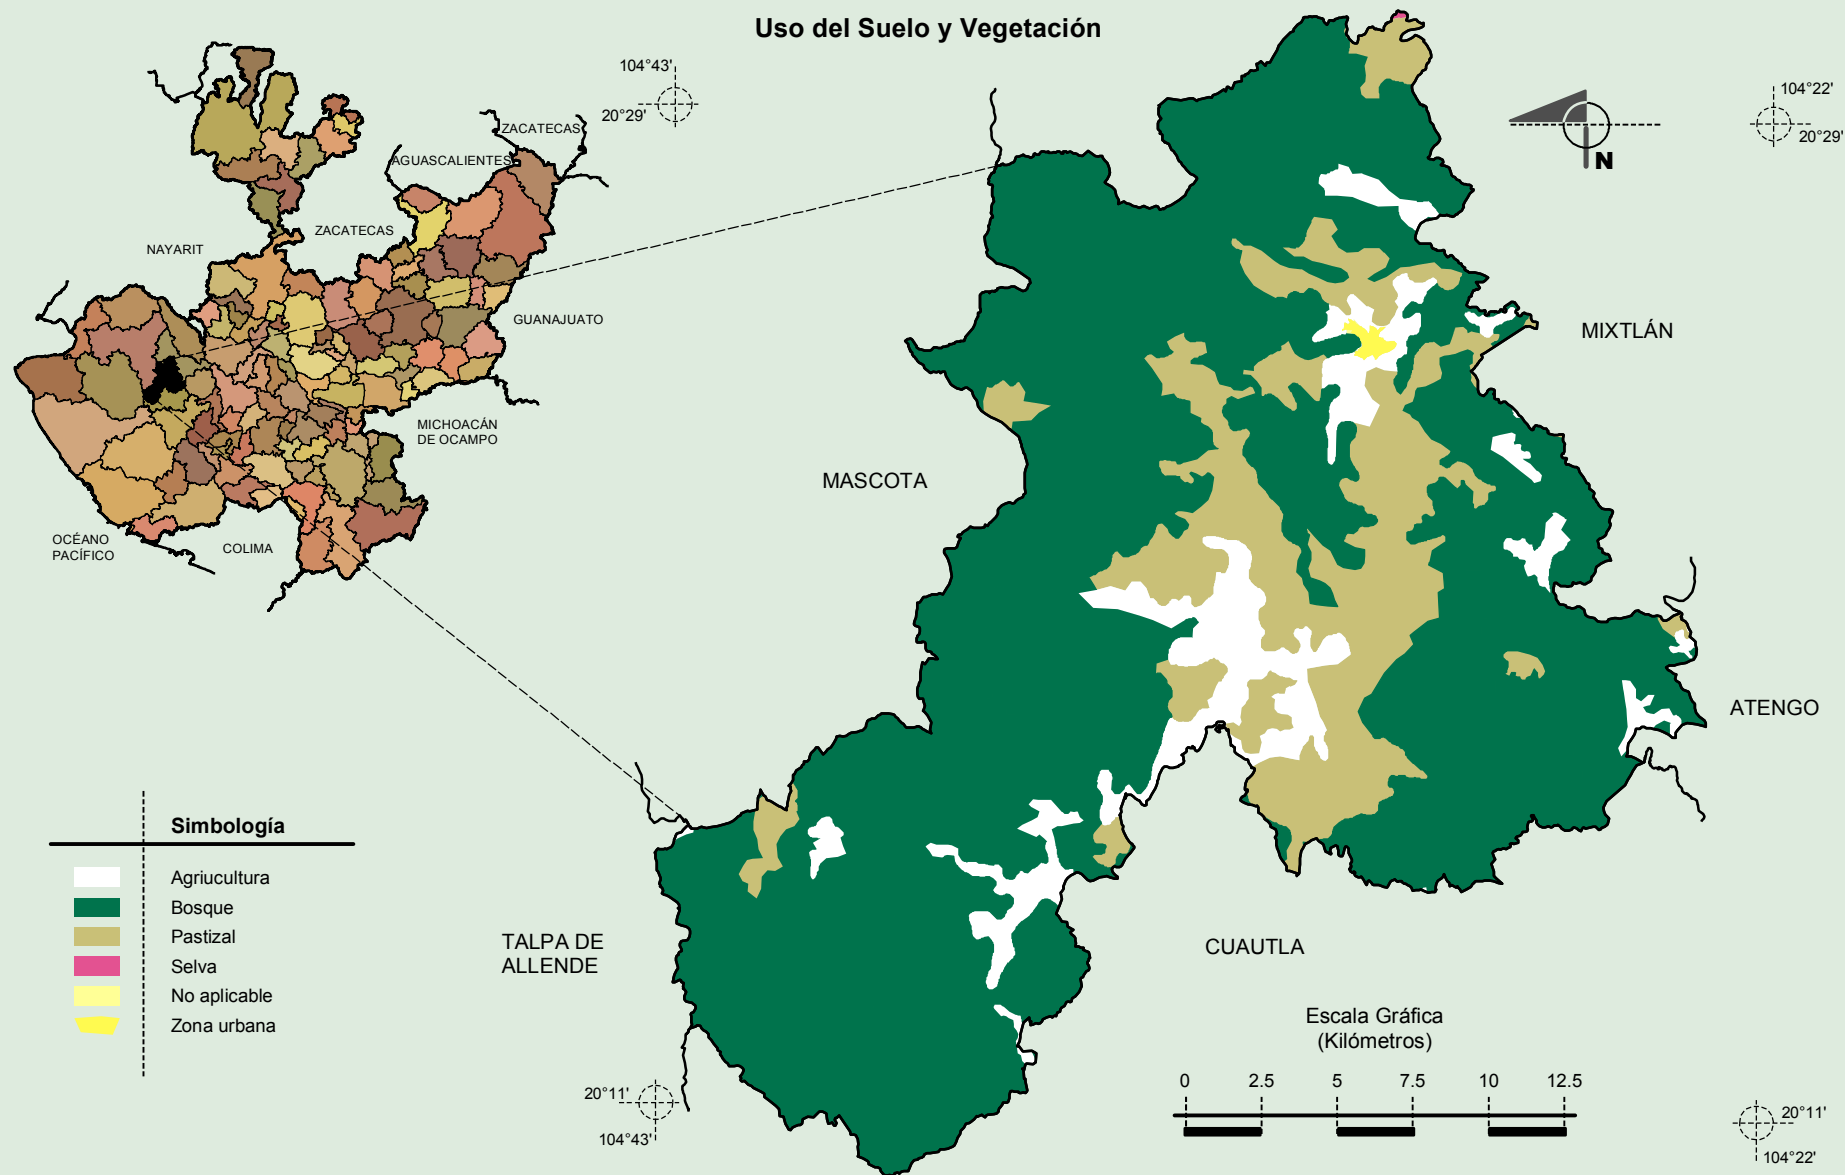 Uso del Suelo y Vegetación
104°43'
20°29'
104°22'
20°29'
N
ZACATECAS
AGUASCALIENTES
ZACATECAS
NAYARIT
GUANAJUATO
MICHOACÁN
DE OCAMPO
OCÉANO
PACÍFICO
COLIMA
MIXTLÁN
MASCOTA
ATENGO
TALPA DE
ALLENDE
CUAUTLA
Simbología
Agriucultura
Bosque
Pastizal
Selva
No aplicable
Zona urbana
Escala Gráfica
(Kilómetros)
0 2.5 5 7.5 10 12.5
20°11'
104°43'
20°11'
104°22'